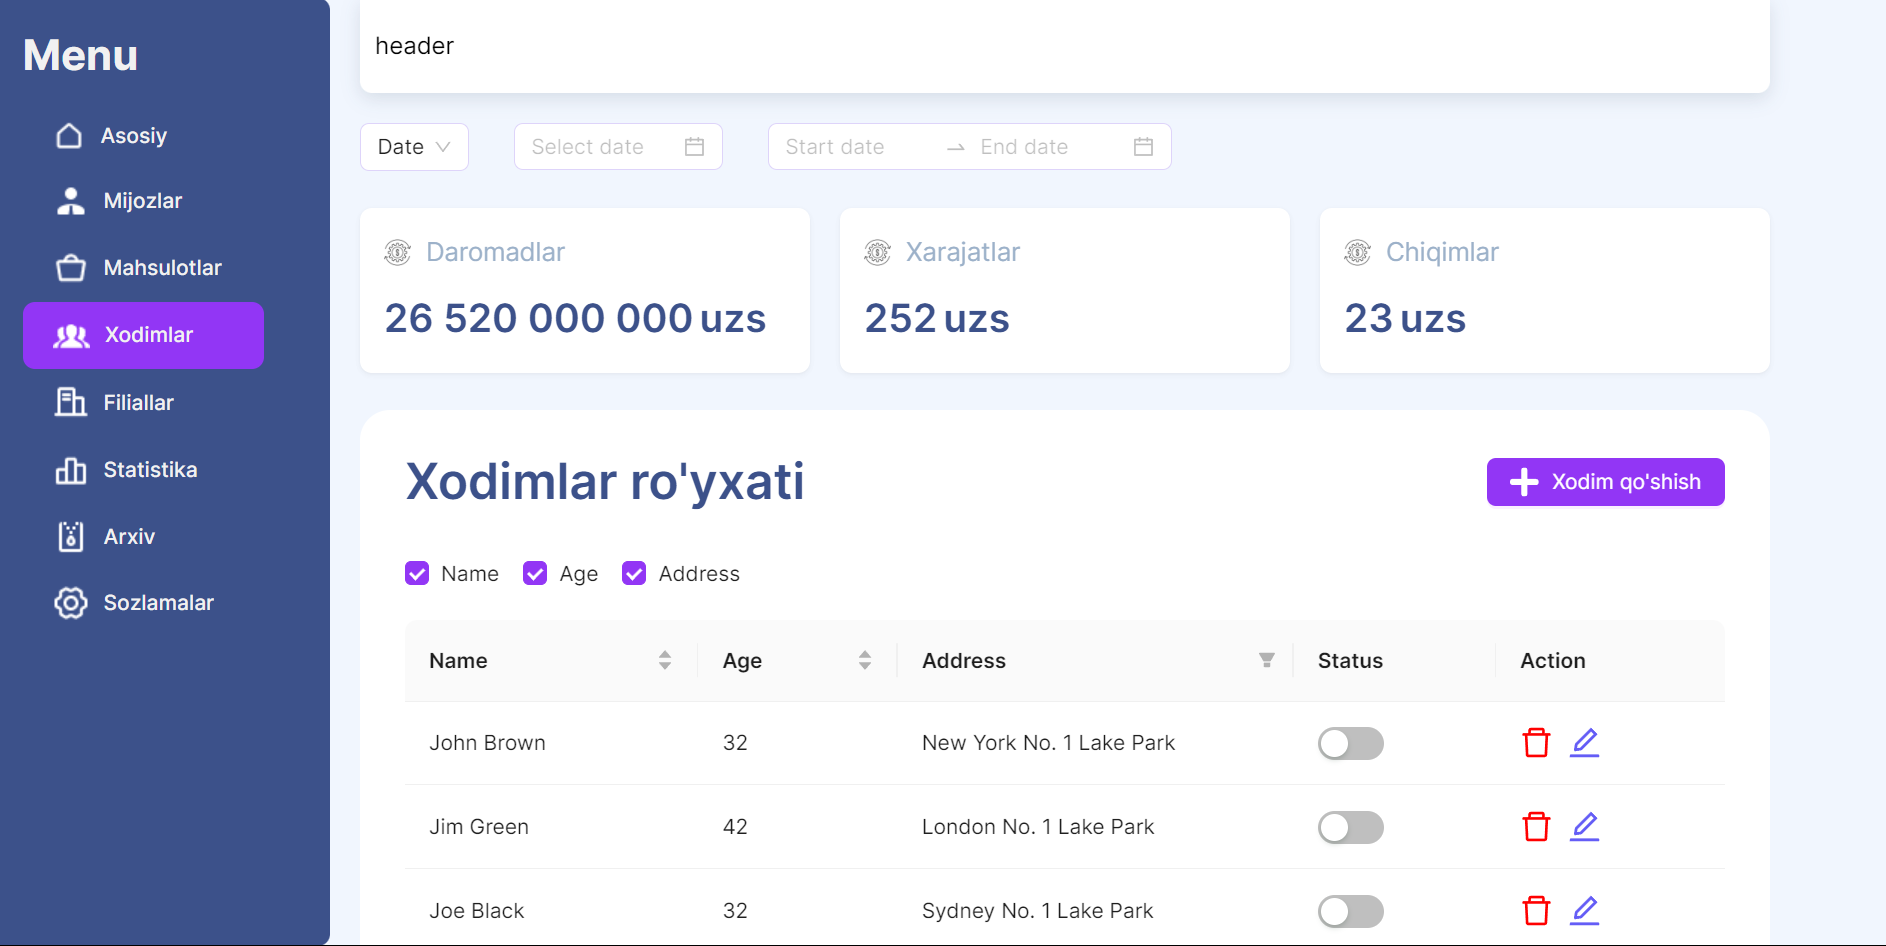 Menu
Asosiy
Mijozlar
Mahsulotlar
Xodimlar
Filiallar
Statistika
Arxiv
Sozlamalar
header
Date Select date Start date End date
Daromadlar
26 520 000 000 uzs
Xarajatlar
252 uzs
Chiqimlar
23 uzs
Xodimlar ro'yxati
Xodim qo'shish
Name Age Address
Name Age Address Status Action
John Brown 32 New York No. 1 Lake Park
Jim Green 42 London No. 1 Lake Park
Joe Black 32 Sydney No. 1 Lake Park